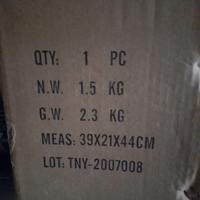 QTY: 1 PC
N.W. 1.5 KG
G.W. 2.3 KG
MEAS: 39X21X44CM
LOT: TNY-2007008